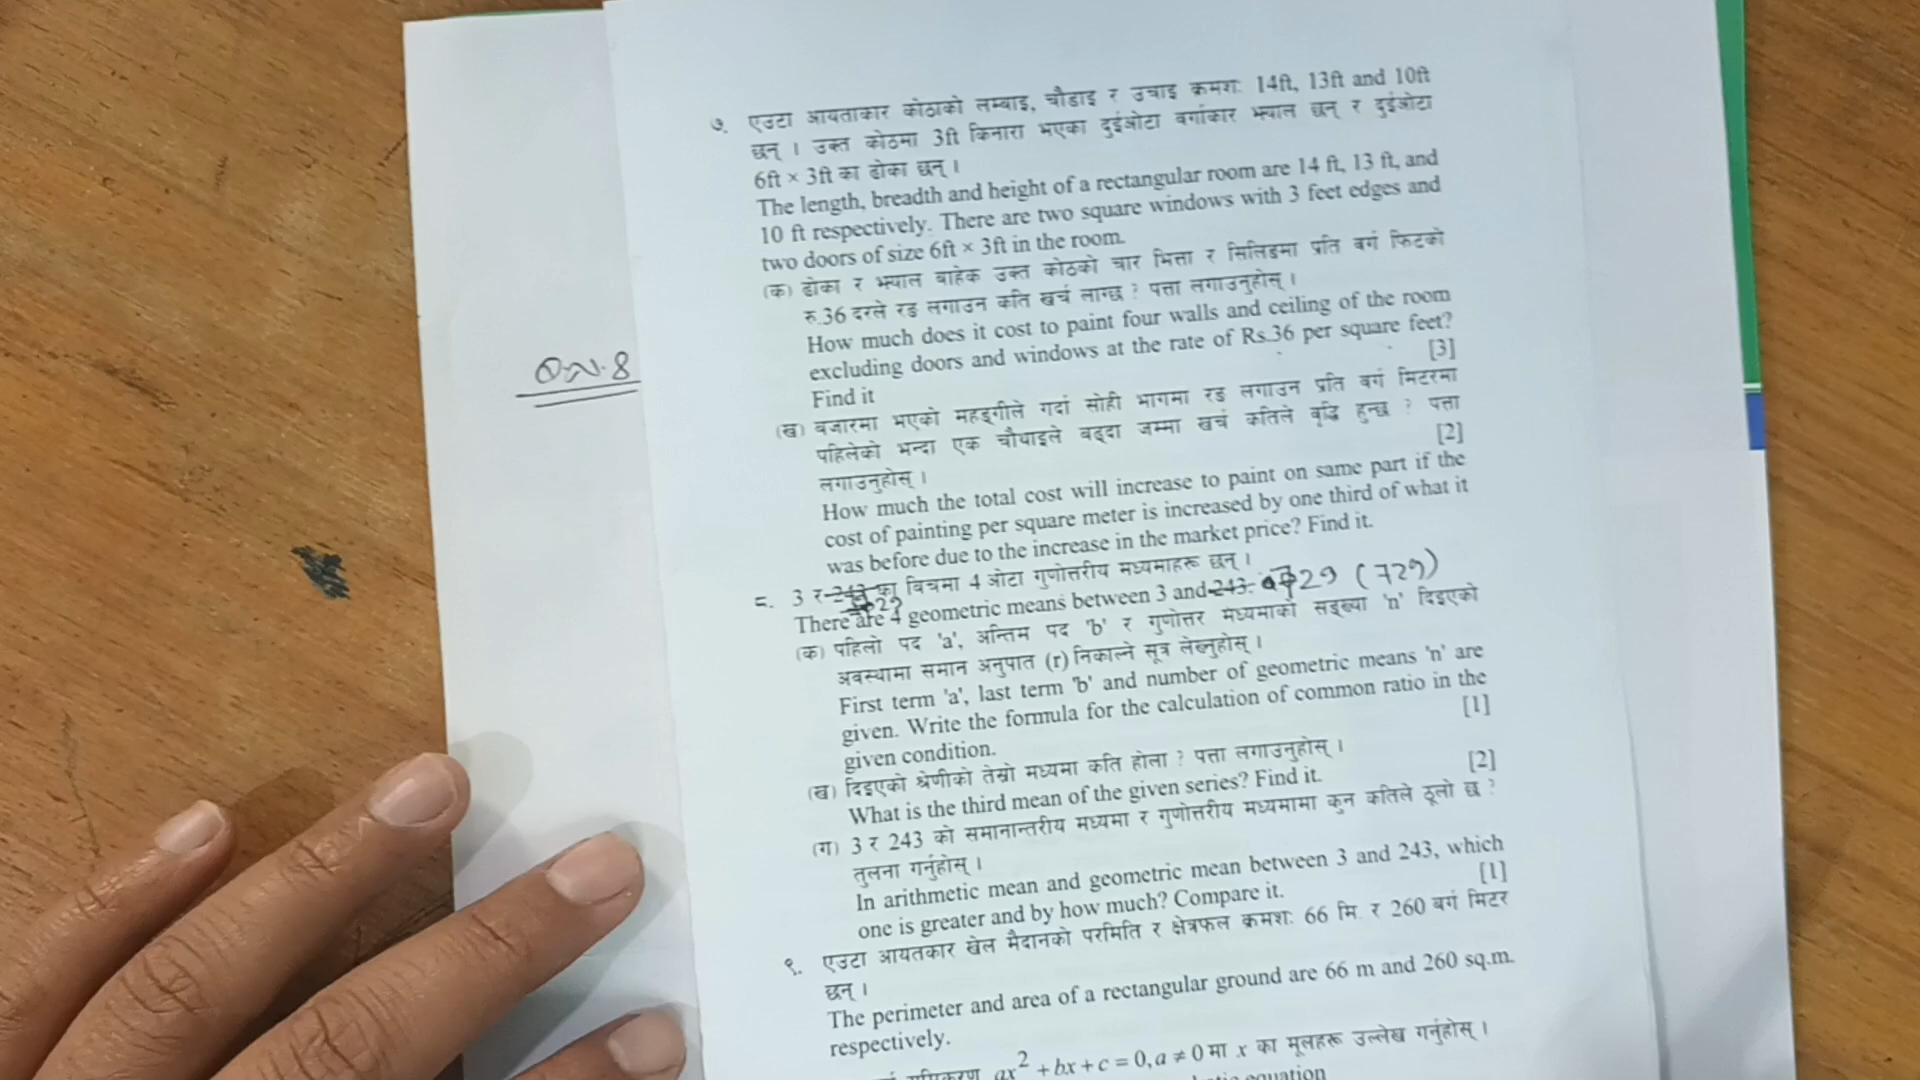 Q.N. 8
७. एउटा आयताकार कोठाको लम्बाइ, चौडाइ र उचाइ क्रमशः 14ft, 13ft and 10ft
छन् । उक्त कोठमा 3ft किनारा भएका दुईओटा वर्गाकार झ्याल छन् र दुईओटा
6ft × 3ft का ढोका छन् ।
The length, breadth and height of a rectangular room are 14 ft, 13 ft, and
10 ft respectively. There are two square windows with 3 feet edges and
two doors of size 6ft × 3ft in the room.
(क) ढोका र झ्याल बाहेक उक्त कोठको चार भित्ता र सिलिङमा प्रति वर्ग फिटको
रु.36 दरले रङ लगाउन कति खर्च लाग्छ ? पत्ता लगाउनुहोस् ।
How much does it cost to paint four walls and ceiling of the room
excluding doors and windows at the rate of Rs.36 per square feet?
Find it [3]
(ख) बजारमा भएको महङ्गीले गर्दा सोही भागमा रङ लगाउन प्रति वर्ग मिटरमा
पहिलेको भन्दा एक चौथाइले बढ्दा जम्मा खर्च कतिले वृद्धि हुन्छ ? पत्ता
लगाउनुहोस् । [2]
How much the total cost will increase to paint on same part if the
cost of painting per square meter is increased by one third of what it
was before due to the increase in the market price? Find it.
८. 3 र 243 का बिचमा 4 ओटा गुणोत्तरीय मध्यमाहरू छन् ।
There are 4 geometric means between 3 and 243. 729 (729)
(क) पहिलो पद 'a', अन्तिम पद 'b' र गुणोत्तर मध्यमाको सङ्ख्या 'n' दिइएको
अवस्थामा समान अनुपात (r) निकाल्ने सूत्र लेख्नुहोस् ।
First term 'a', last term 'b' and number of geometric means 'n' are
given. Write the formula for the calculation of common ratio in the
given condition. [1]
(ख) दिइएको श्रेणीको तेस्रो मध्यमा कति होला ? पत्ता लगाउनुहोस् ।
What is the third mean of the given series? Find it. [2]
(ग) 3 र 243 को समानान्तरीय मध्यमा र गुणोत्तरीय मध्यमामा कुन कतिले ठूलो छ ?
तुलना गर्नुहोस् ।
In arithmetic mean and geometric mean between 3 and 243, which
one is greater and by how much? Compare it. [1]
९. एउटा आयतकार खेल मैदानको परमिति र क्षेत्रफल क्रमशः 66 मि. र 260 वर्ग मिटर
छन् ।
The perimeter and area of a rectangular ground are 66 m and 260 sq.m.
respectively.
ax² + bx + c = 0, a ≠ 0 मा x का मूलहरू उल्लेख गर्नुहोस् ।
equation